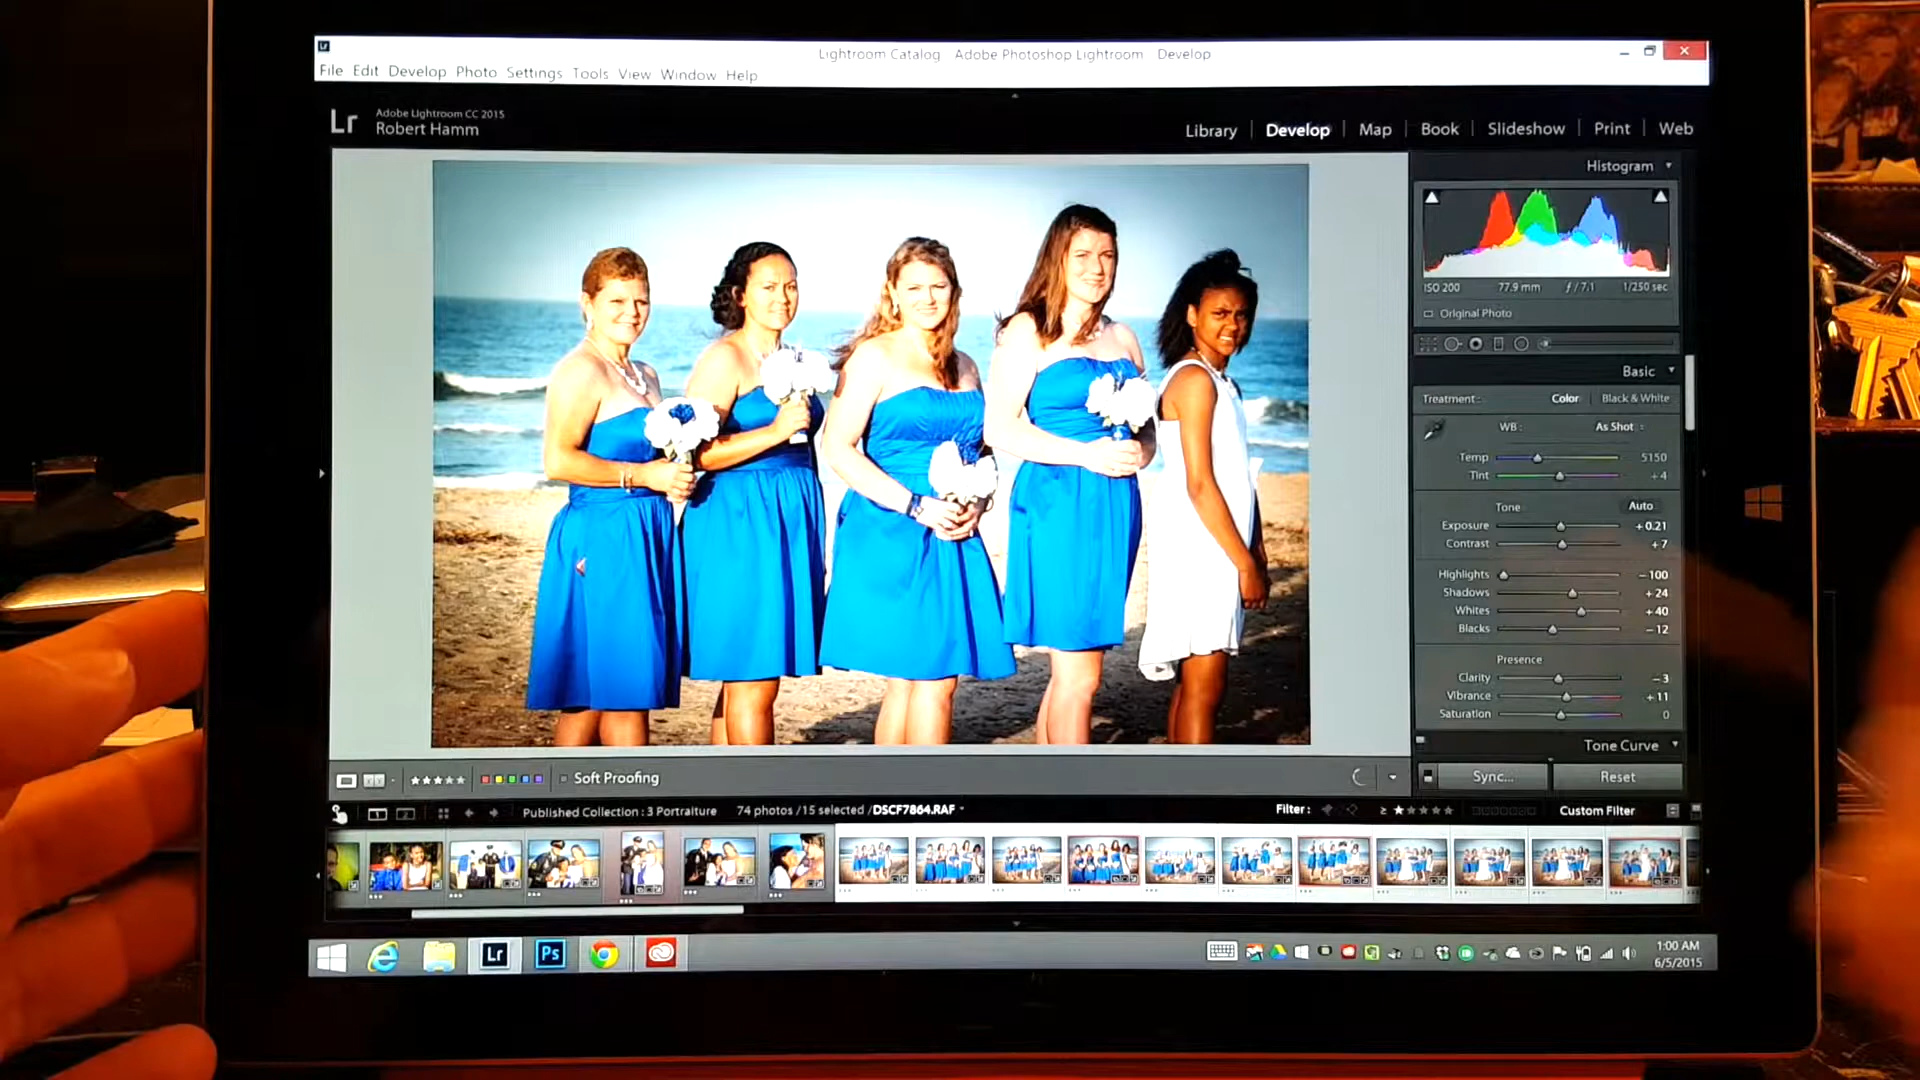 Lightroom Catalog Adobe Photoshop Lightroom Develop
File Edit Develop Photo Settings Tools View Window Help
Lr Adobe Lightroom CC 2015
Robert Hamm
Library Develop Map Book Slideshow Print Web
Histogram
ISO 200 77.9 mm ƒ / 7.1 1/250 sec
Original Photo
Basic
Treatment: Color Black & White
WB: As Shot
Temp 5150
Tint +4
Tone Auto
Exposure +0.21
Contrast +7
Highlights −100
Shadows +24
Whites +40
Blacks −12
Presence
Clarity −3
Vibrance +11
Saturation 0
Tone Curve
Soft Proofing
Sync... Reset
1 2 Published Collection : 3 Portraiture 74 photos / 15 selected / DSCF7864.RAF Filter: ≥ Custom Filter
Lr Ps
1:00 AM
6/5/2015